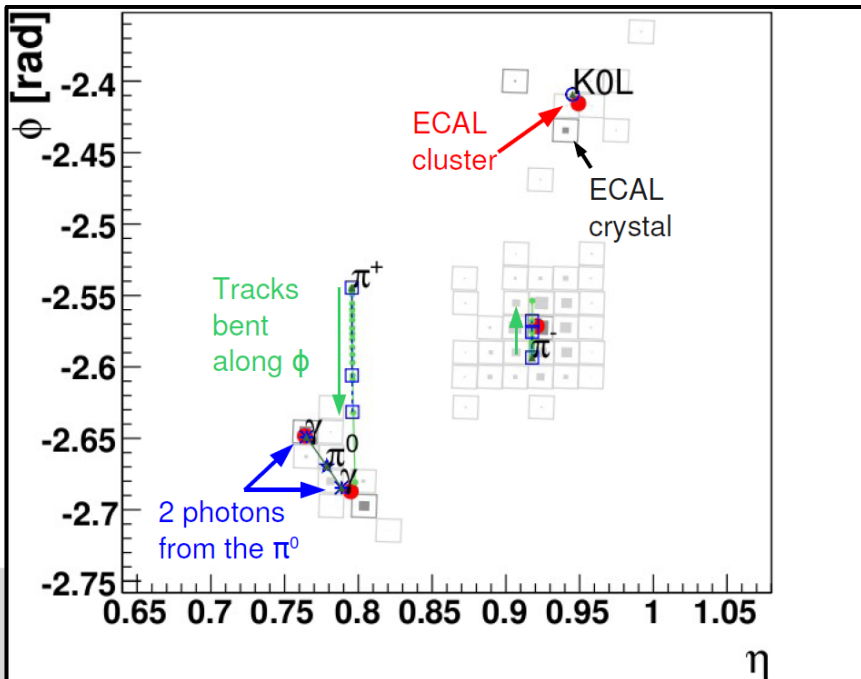 ϕ [rad]
-2.4
-2.45
-2.5
-2.55
-2.6
-2.65
-2.7
-2.75
K0L
ECAL
cluster
ECAL
crystal
π⁺
Tracks
bent
along ϕ
π⁻
γ
π⁰
γ
2 photons
from the π⁰
0.65 0.7 0.75 0.8 0.85 0.9 0.95 1 1.05
η